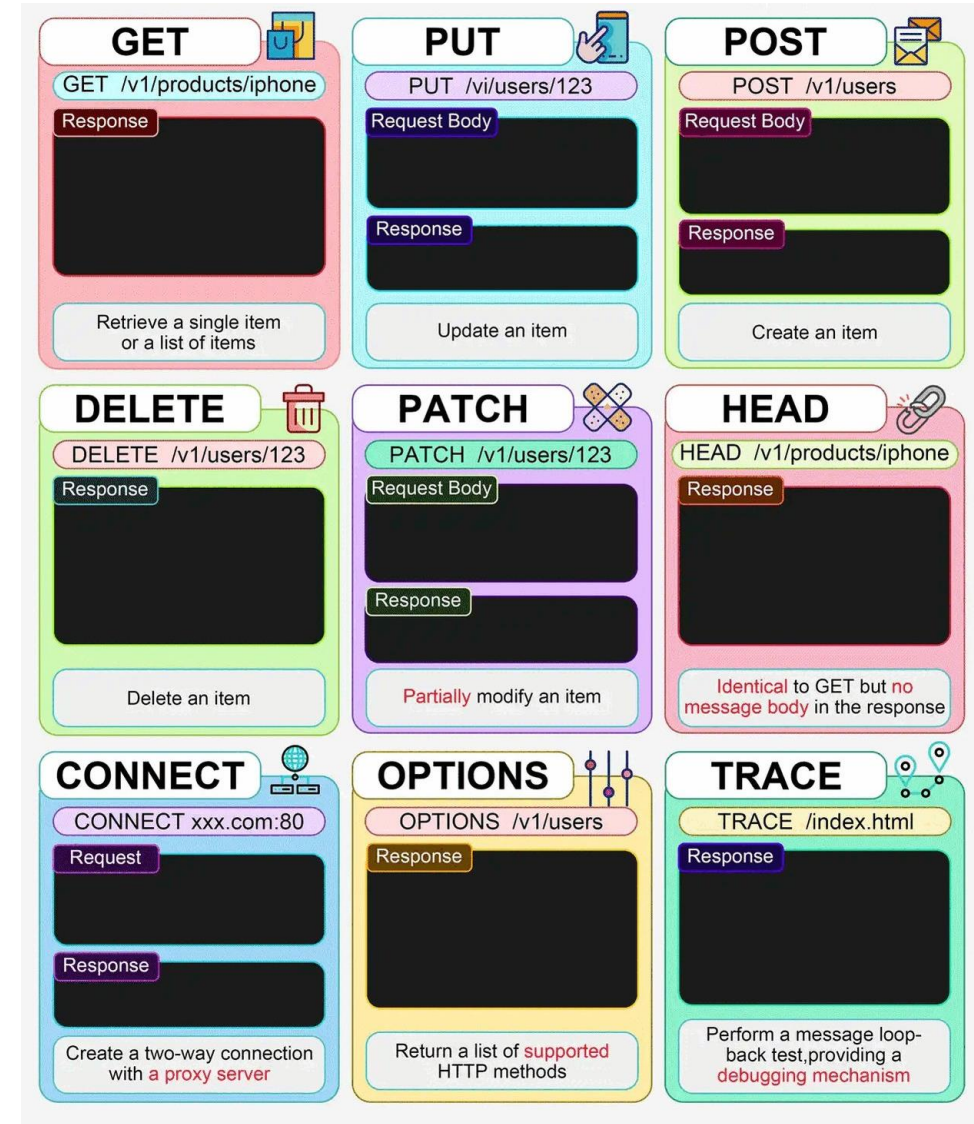 GET
GET /v1/products/iphone
Response
Retrieve a single item
or a list of items
PUT
PUT /vi/users/123
Request Body
Response
Update an item
POST
POST /v1/users
Request Body
Response
Create an item
DELETE
DELETE /v1/users/123
Response
Delete an item
PATCH
PATCH /v1/users/123
Request Body
Response
Partially modify an item
HEAD
HEAD /v1/products/iphone
Response
Identical to GET but no
message body in the response
CONNECT
CONNECT xxx.com:80
Request
Response
Create a two-way connection
with a proxy server
OPTIONS
OPTIONS /v1/users
Response
Return a list of supported
HTTP methods
TRACE
TRACE /index.html
Response
Perform a message loop-
back test,providing a
debugging mechanism